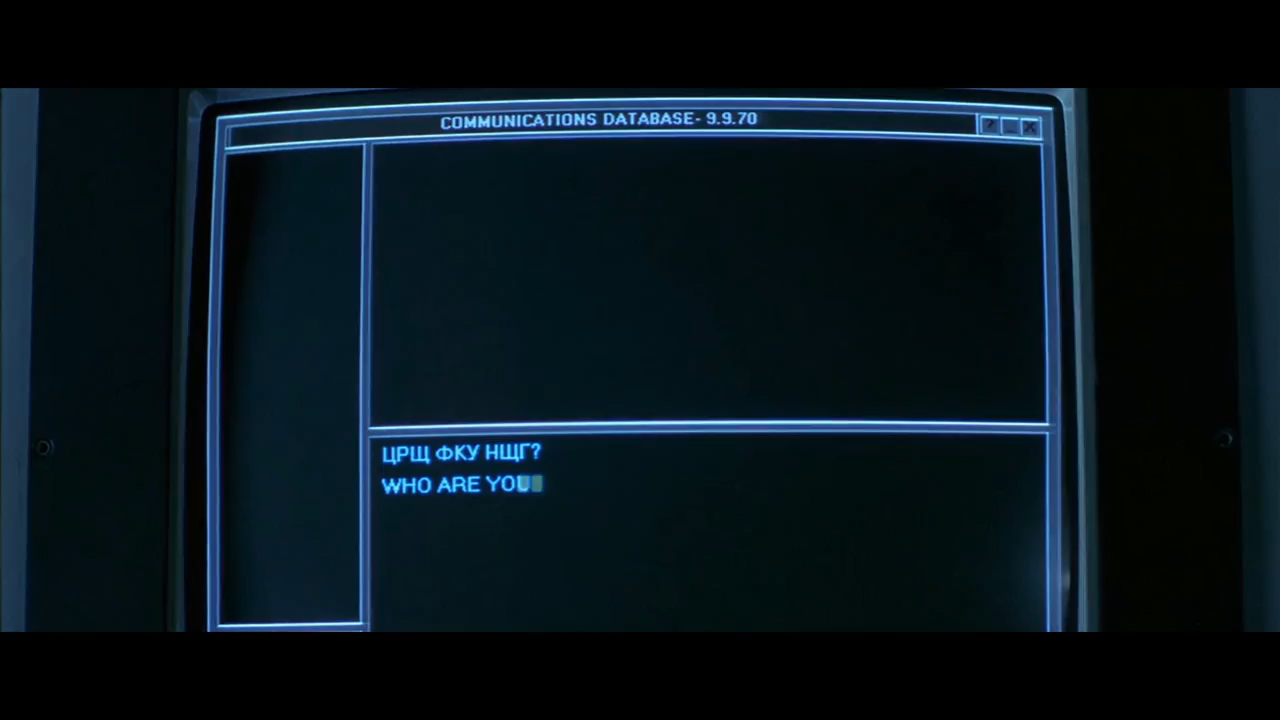 COMMUNICATIONS DATABASE- 9.9.70
ЦРЩ ФКУ НЩГ?
WHO ARE YOU